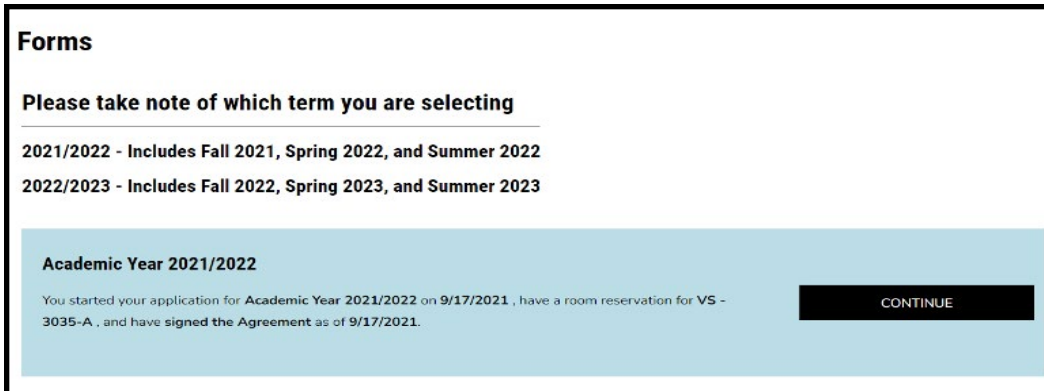 Forms
Please take note of which term you are selecting
2021/2022 - Includes Fall 2021, Spring 2022, and Summer 2022
2022/2023 - Includes Fall 2022, Spring 2023, and Summer 2023
Academic Year 2021/2022
You started your application for Academic Year 2021/2022 on 9/17/2021 , have a room reservation for VS -
3035-A , and have signed the Agreement as of 9/17/2021.
CONTINUE